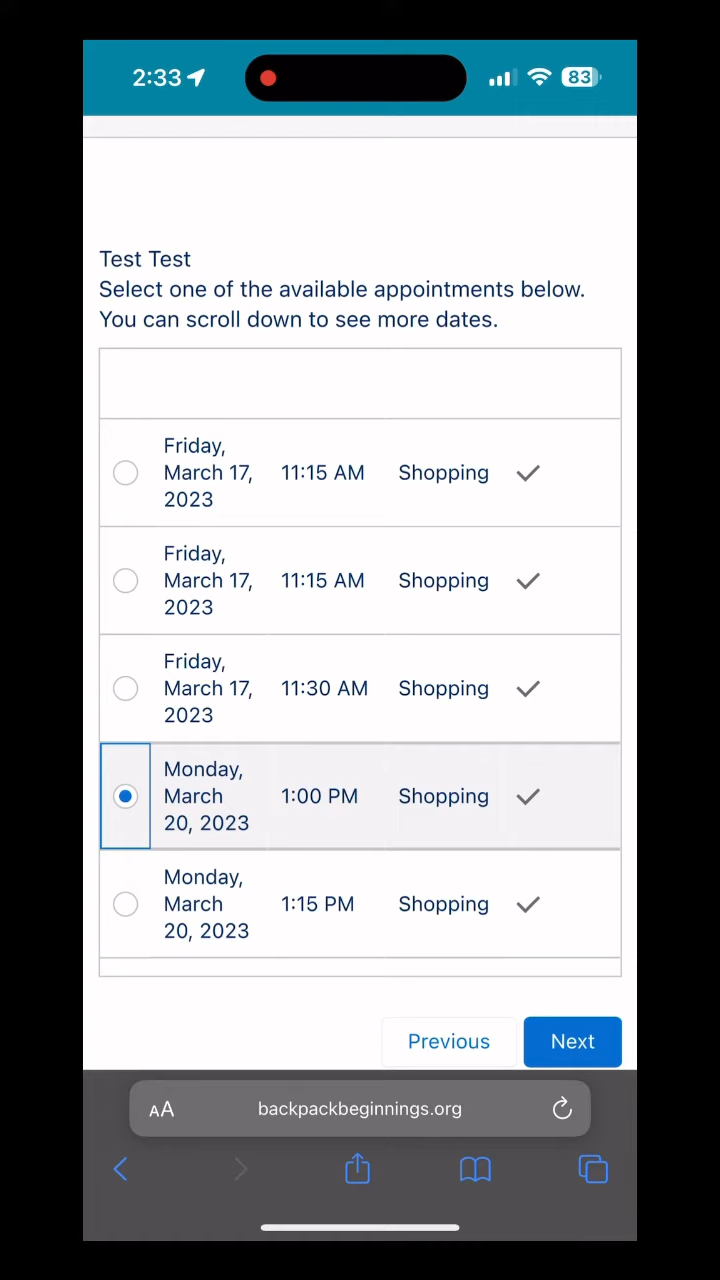 2:33 83
Test Test
Select one of the available appointments below.
You can scroll down to see more dates.
Friday,
March 17, 11:15 AM Shopping
2023
Friday,
March 17, 11:15 AM Shopping
2023
Friday,
March 17, 11:30 AM Shopping
2023
Monday,
March 1:00 PM Shopping
20, 2023
Monday,
March 1:15 PM Shopping
20, 2023
Previous Next
AA backpackbeginnings.org